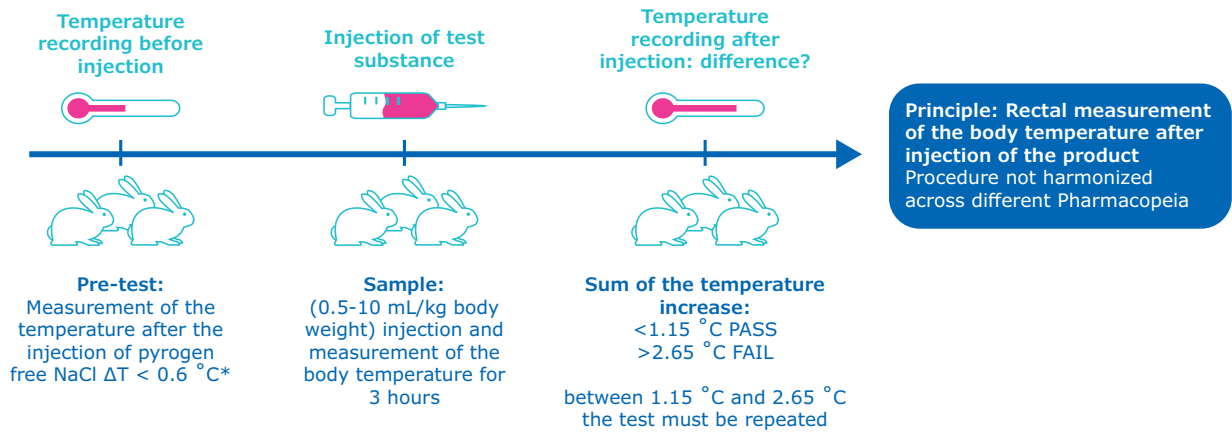 Temperature
recording before
injection
Injection of test
substance
Temperature
recording after
injection: difference?
Principle: Rectal measurement
of the body temperature after
injection of the product
Procedure not harmonized
across different Pharmacopeia
Pre-test:
Measurement of the
temperature after the
injection of pyrogen
free NaCl ΔT < 0.6 ˚C*
Sample:
(0.5-10 mL/kg body
weight) injection and
measurement of the
body temperature for
3 hours
Sum of the temperature
increase:
<1.15 ˚C PASS
>2.65 ˚C FAIL
between 1.15 ˚C and 2.65 ˚C
the test must be repeated